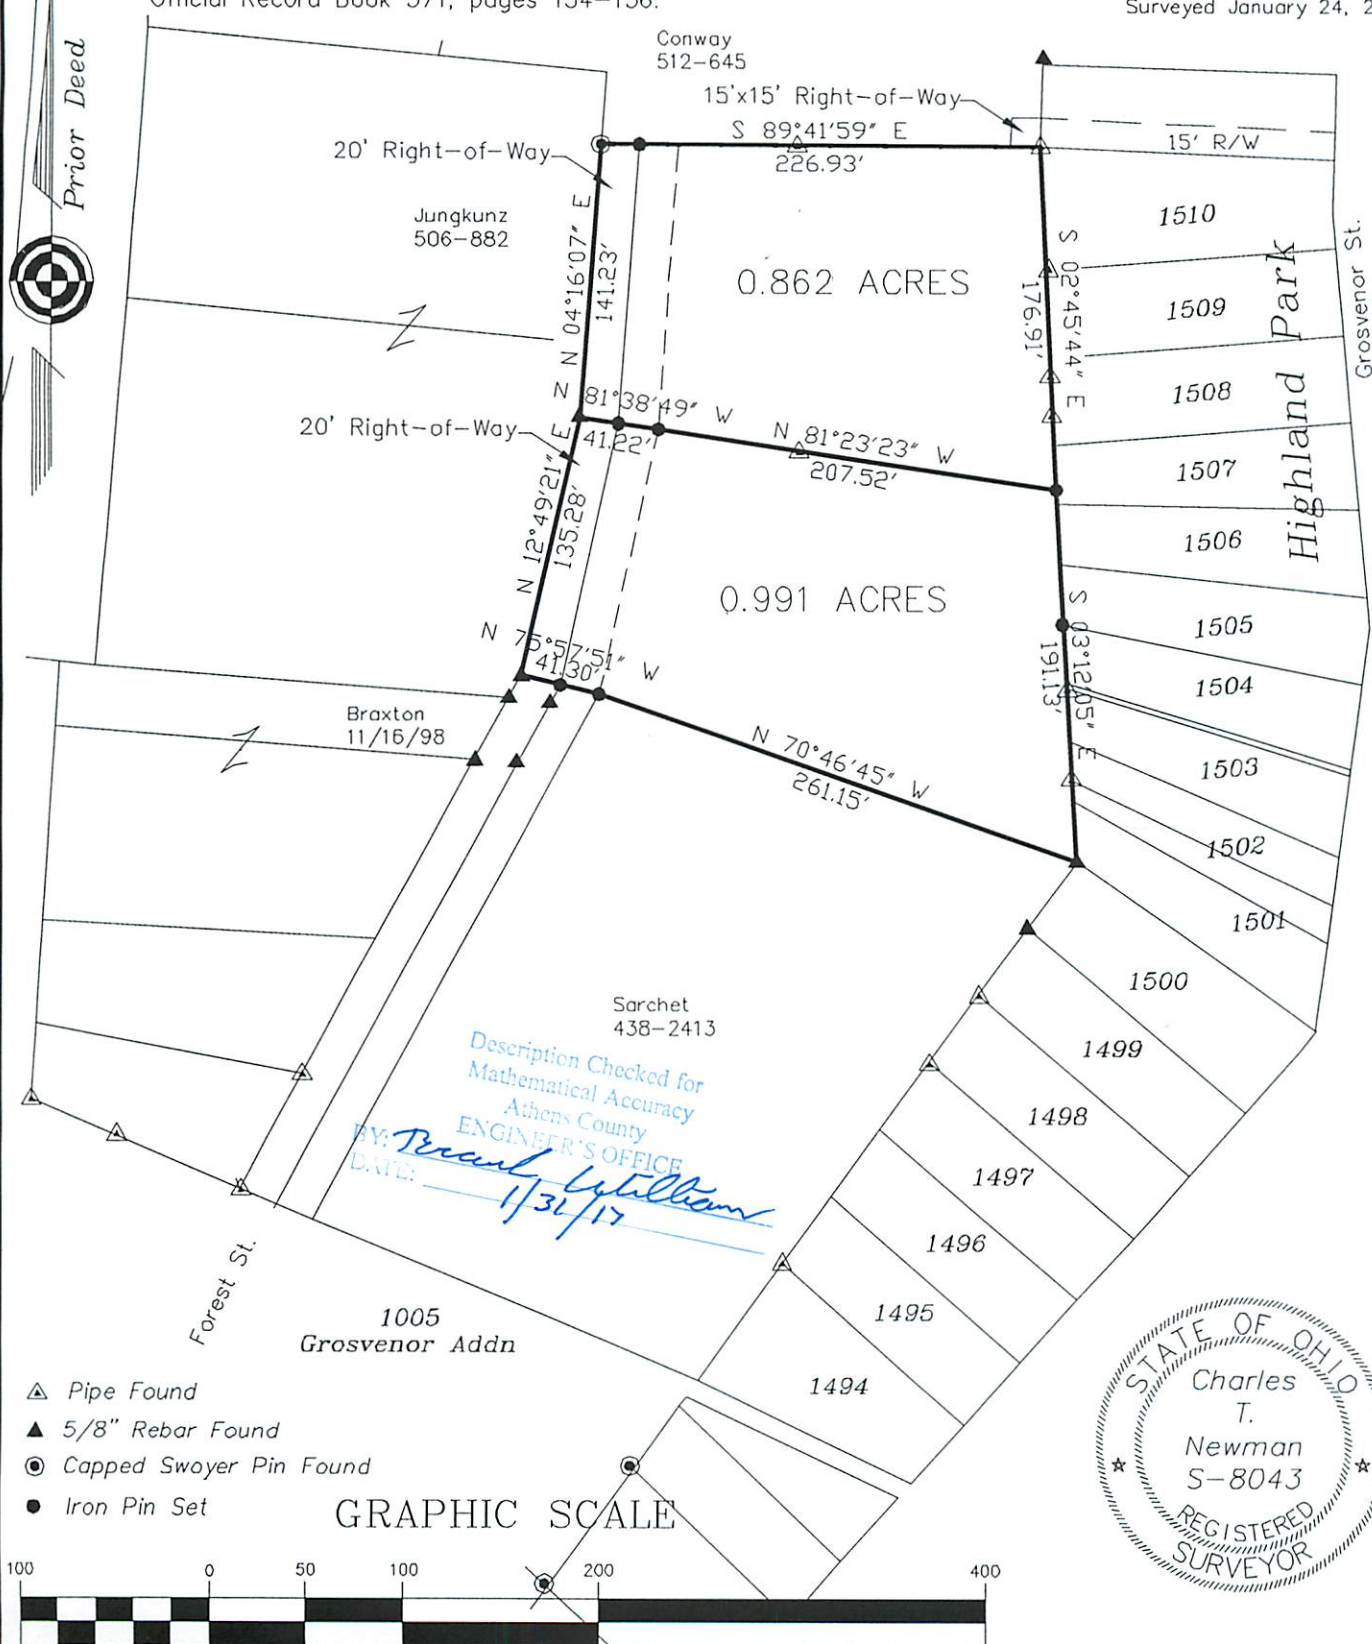 Official Record Book 571, pages 154-156.
Surveyed January 24, 2
Prior Deed
Conway
512-645
15'x15' Right-of-Way
S 89°41'59" E
226.93'
15' R/W
20' Right-of-Way
Jungkunz
506-882
N 04°16'07" E
141.23'
0.862 ACRES
S 02°45'44" E
176.91'
1510
1509
1508
1507
1506
1505
1504
1503
1502
1501
1500
1499
1498
1497
1496
1495
1494
Highland Park
Grosvenor St.
N 81°38'49" W
41.22'
N 81°23'23" W
207.52'
20' Right-of-Way
N 12°49'21" E
135.28'
0.991 ACRES
S 03°12'05" E
191.13'
N 75°57'51" W
41.30'
N 70°46'45" W
261.15'
Braxton
11/16/98
Sarchet
438-2413
Description Checked for
Mathematical Accuracy
Athens County
ENGINEER'S OFFICE
BY:
DATE:
1/31/17
Forest St.
1005
Grosvenor Addn
Pipe Found
5/8" Rebar Found
Capped Swoyer Pin Found
Iron Pin Set
GRAPHIC SCALE
100 0 50 100 200 400
STATE OF OHIO
Charles
T.
Newman
S-8043
REGISTERED
SURVEYOR